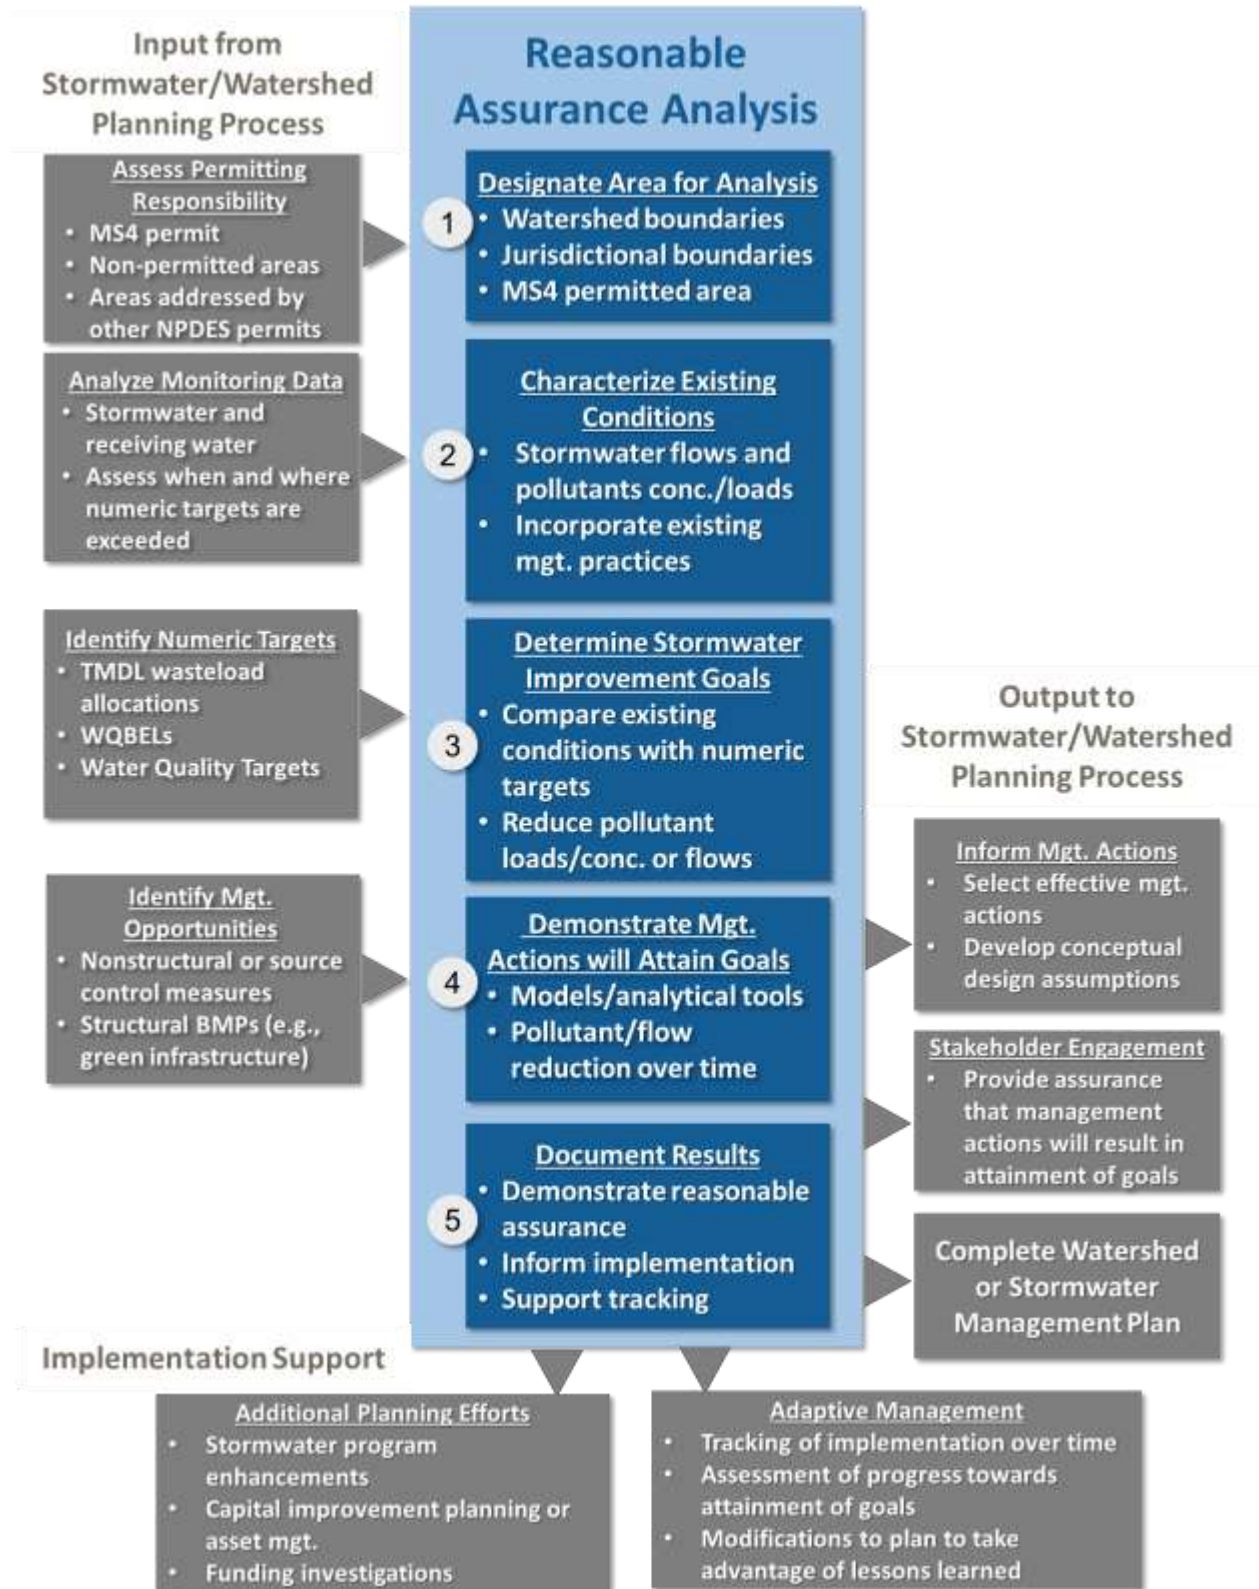 Input from
Stormwater/Watershed
Planning Process
Assess Permitting
Responsibility
• MS4 permit
• Non-permitted areas
• Areas addressed by
other NPDES permits
Analyze Monitoring Data
• Stormwater and
receiving water
• Assess when and where
numeric targets are
exceeded
Identify Numeric Targets
• TMDL wasteload
allocations
• WQBELs
• Water Quality Targets
Identify Mgt.
Opportunities
• Nonstructural or source
control measures
• Structural BMPs (e.g.,
green infrastructure)
Reasonable
Assurance Analysis
1
Designate Area for Analysis
• Watershed boundaries
• Jurisdictional boundaries
• MS4 permitted area
2
Characterize Existing
Conditions
• Stormwater flows and
pollutants conc./loads
• Incorporate existing
mgt. practices
3
Determine Stormwater
Improvement Goals
• Compare existing
conditions with numeric
targets
• Reduce pollutant
loads/conc. or flows
4
Demonstrate Mgt.
Actions will Attain Goals
• Models/analytical tools
• Pollutant/flow
reduction over time
5
Document Results
• Demonstrate reasonable
assurance
• Inform implementation
• Support tracking
Output to
Stormwater/Watershed
Planning Process
Inform Mgt. Actions
• Select effective mgt.
actions
• Develop conceptual
design assumptions
Stakeholder Engagement
• Provide assurance
that management
actions will result in
attainment of goals
Complete Watershed
or Stormwater
Management Plan
Implementation Support
Additional Planning Efforts
• Stormwater program
enhancements
• Capital improvement planning or
asset mgt.
• Funding investigations
Adaptive Management
• Tracking of implementation over time
• Assessment of progress towards
attainment of goals
• Modifications to plan to take
advantage of lessons learned